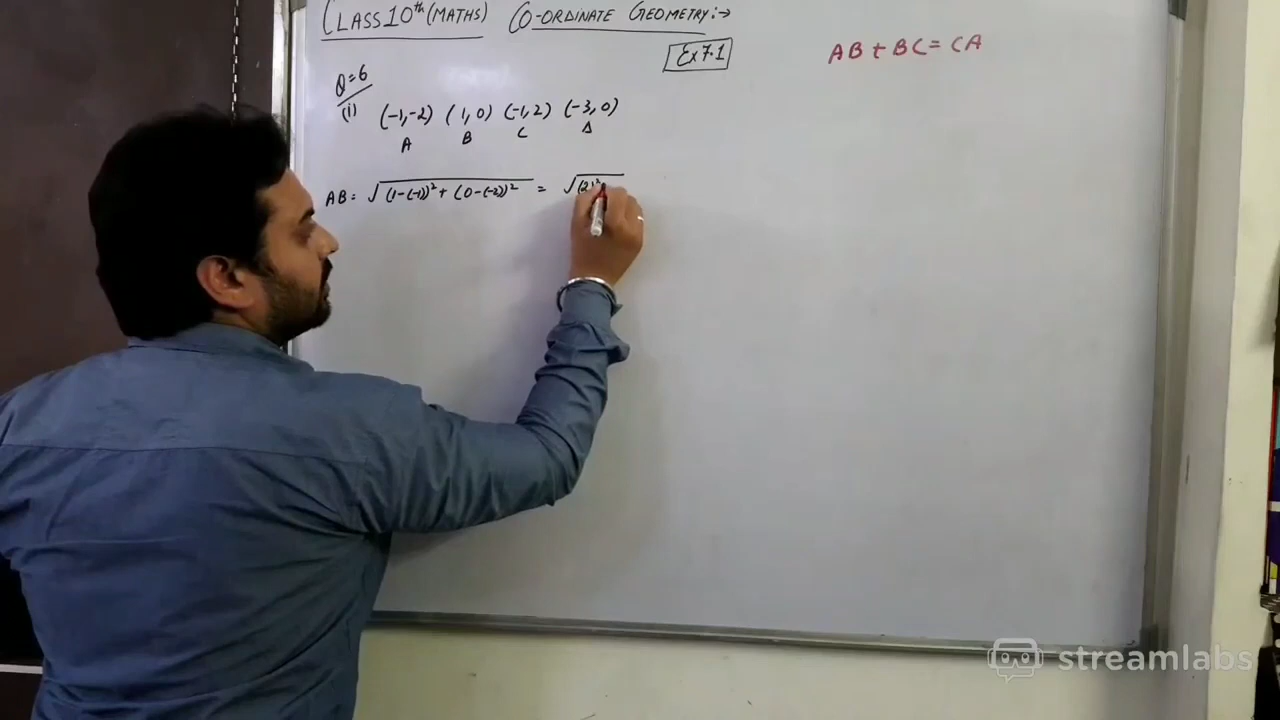 CLASS 10th (MATHS) CO-ORDINATE GEOMETRY:→
Ex 7.1
AB + BC = CA
Q=6
(i) (-1,-2) (1,0) (-1,2) (-3,0)
A B C Δ
AB = √(1-(-1))² + (0-(-2))² = √(2)²
streamlabs